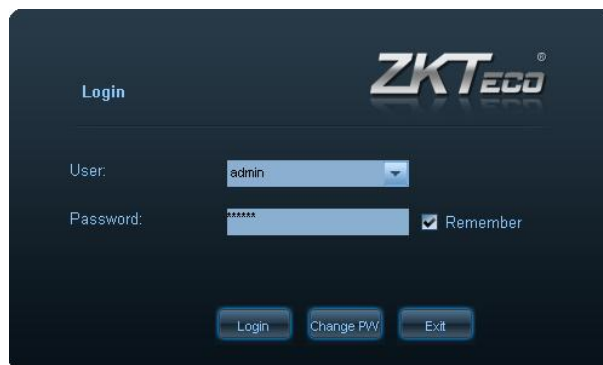 ZKTECO®
Login
User:
admin
Password:
******
Remember
Login
Change PW
Exit